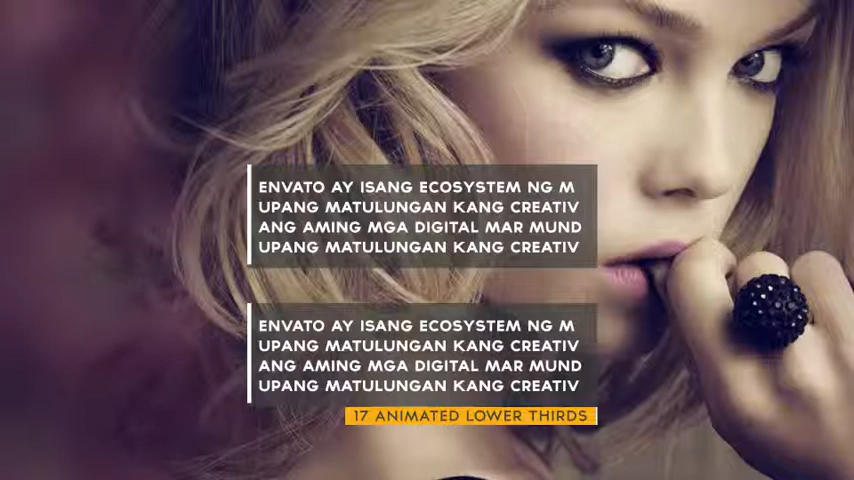 ENVATO AY ISANG ECOSYSTEM NG M
UPANG MATULUNGAN KANG CREATIV
ANG AMING MGA DIGITAL MAR MUND
UPANG MATULUNGAN KANG CREATIV
ENVATO AY ISANG ECOSYSTEM NG M
UPANG MATULUNGAN KANG CREATIV
ANG AMING MGA DIGITAL MAR MUND
UPANG MATULUNGAN KANG CREATIV
17 ANIMATED LOWER THIRDS